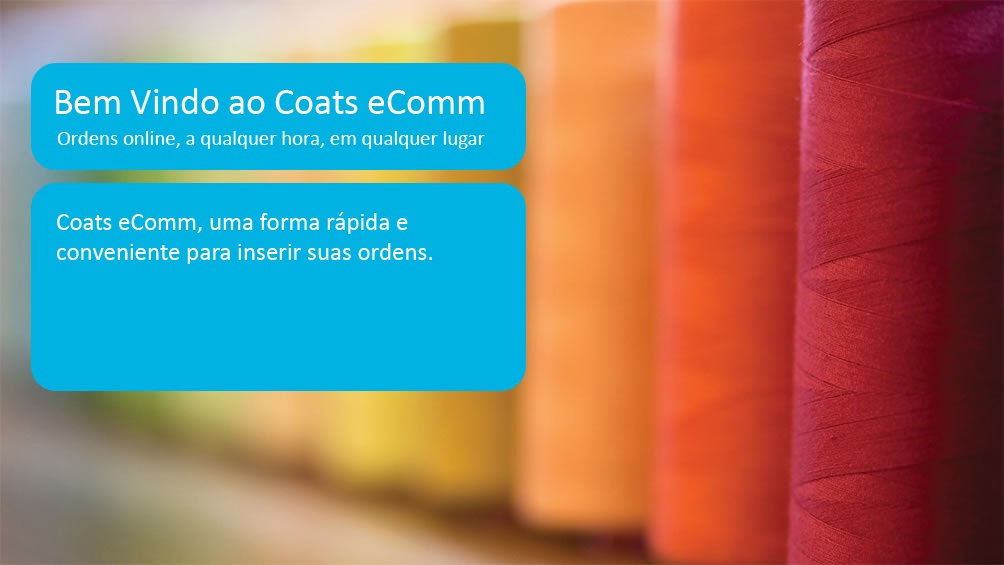 Bem Vindo ao Coats eComm
Ordens online, a qualquer hora, em qualquer lugar
Coats eComm, uma forma rápida e
conveniente para inserir suas ordens.